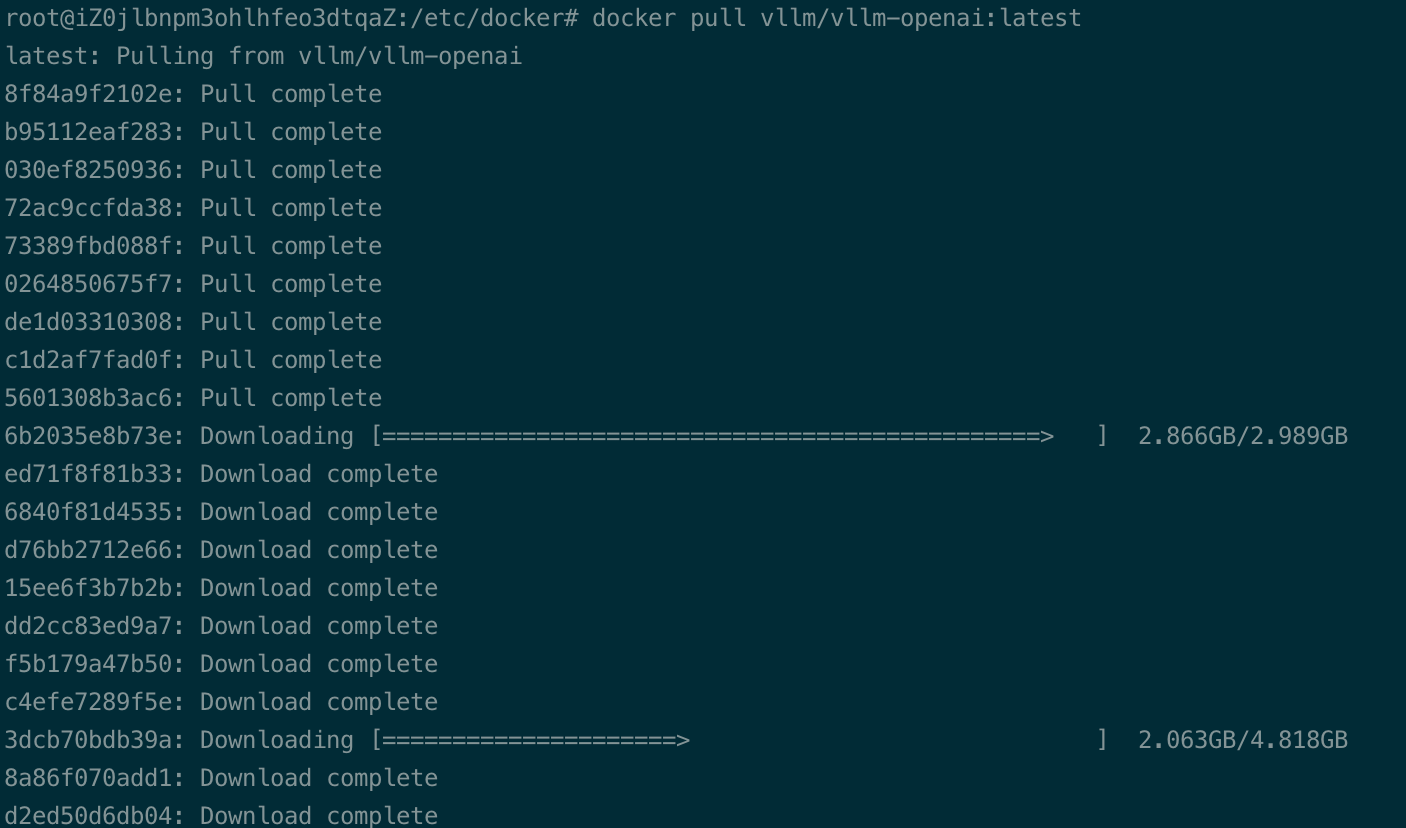 root@iZ0jlbnpm3ohlhfeo3dtqaZ:/etc/docker# docker pull vllm/vllm-openai:latest
latest: Pulling from vllm/vllm-openai
8f84a9f2102e: Pull complete
b95112eaf283: Pull complete
030ef8250936: Pull complete
72ac9ccfda38: Pull complete
73389fbd088f: Pull complete
0264850675f7: Pull complete
de1d03310308: Pull complete
c1d2af7fad0f: Pull complete
5601308b3ac6: Pull complete
6b2035e8b73e: Downloading [===============================================>   ]  2.866GB/2.989GB
ed71f8f81b33: Download complete
6840f81d4535: Download complete
d76bb2712e66: Download complete
15ee6f3b7b2b: Download complete
dd2cc83ed9a7: Download complete
f5b179a47b50: Download complete
c4efe7289f5e: Download complete
3dcb70bdb39a: Downloading [=====================>                             ]  2.063GB/4.818GB
8a86f070add1: Download complete
d2ed50d6db04: Download complete